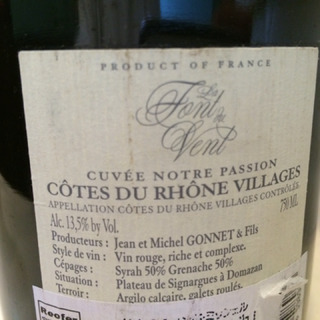 PRODUCT OF FRANCE
La
Font du
Vent
CUVÉE NOTRE PASSION
CÔTES DU RHÔNE VILLAGES
APPELLATION CÔTES DU RHÔNE VILLAGES CONTRÔLÉE
Alc. 13,5% by Vol. 750 ML
Producteurs : Jean et Michel GONNET & Fils
Style de vin : Vin rouge, riche et complexe.
Cépages : Syrah 50% Grenache 50%
Situation : Plateau de Signargues à Domazan
Terroir : Argilo calcaire, galets roulés.
Reefer